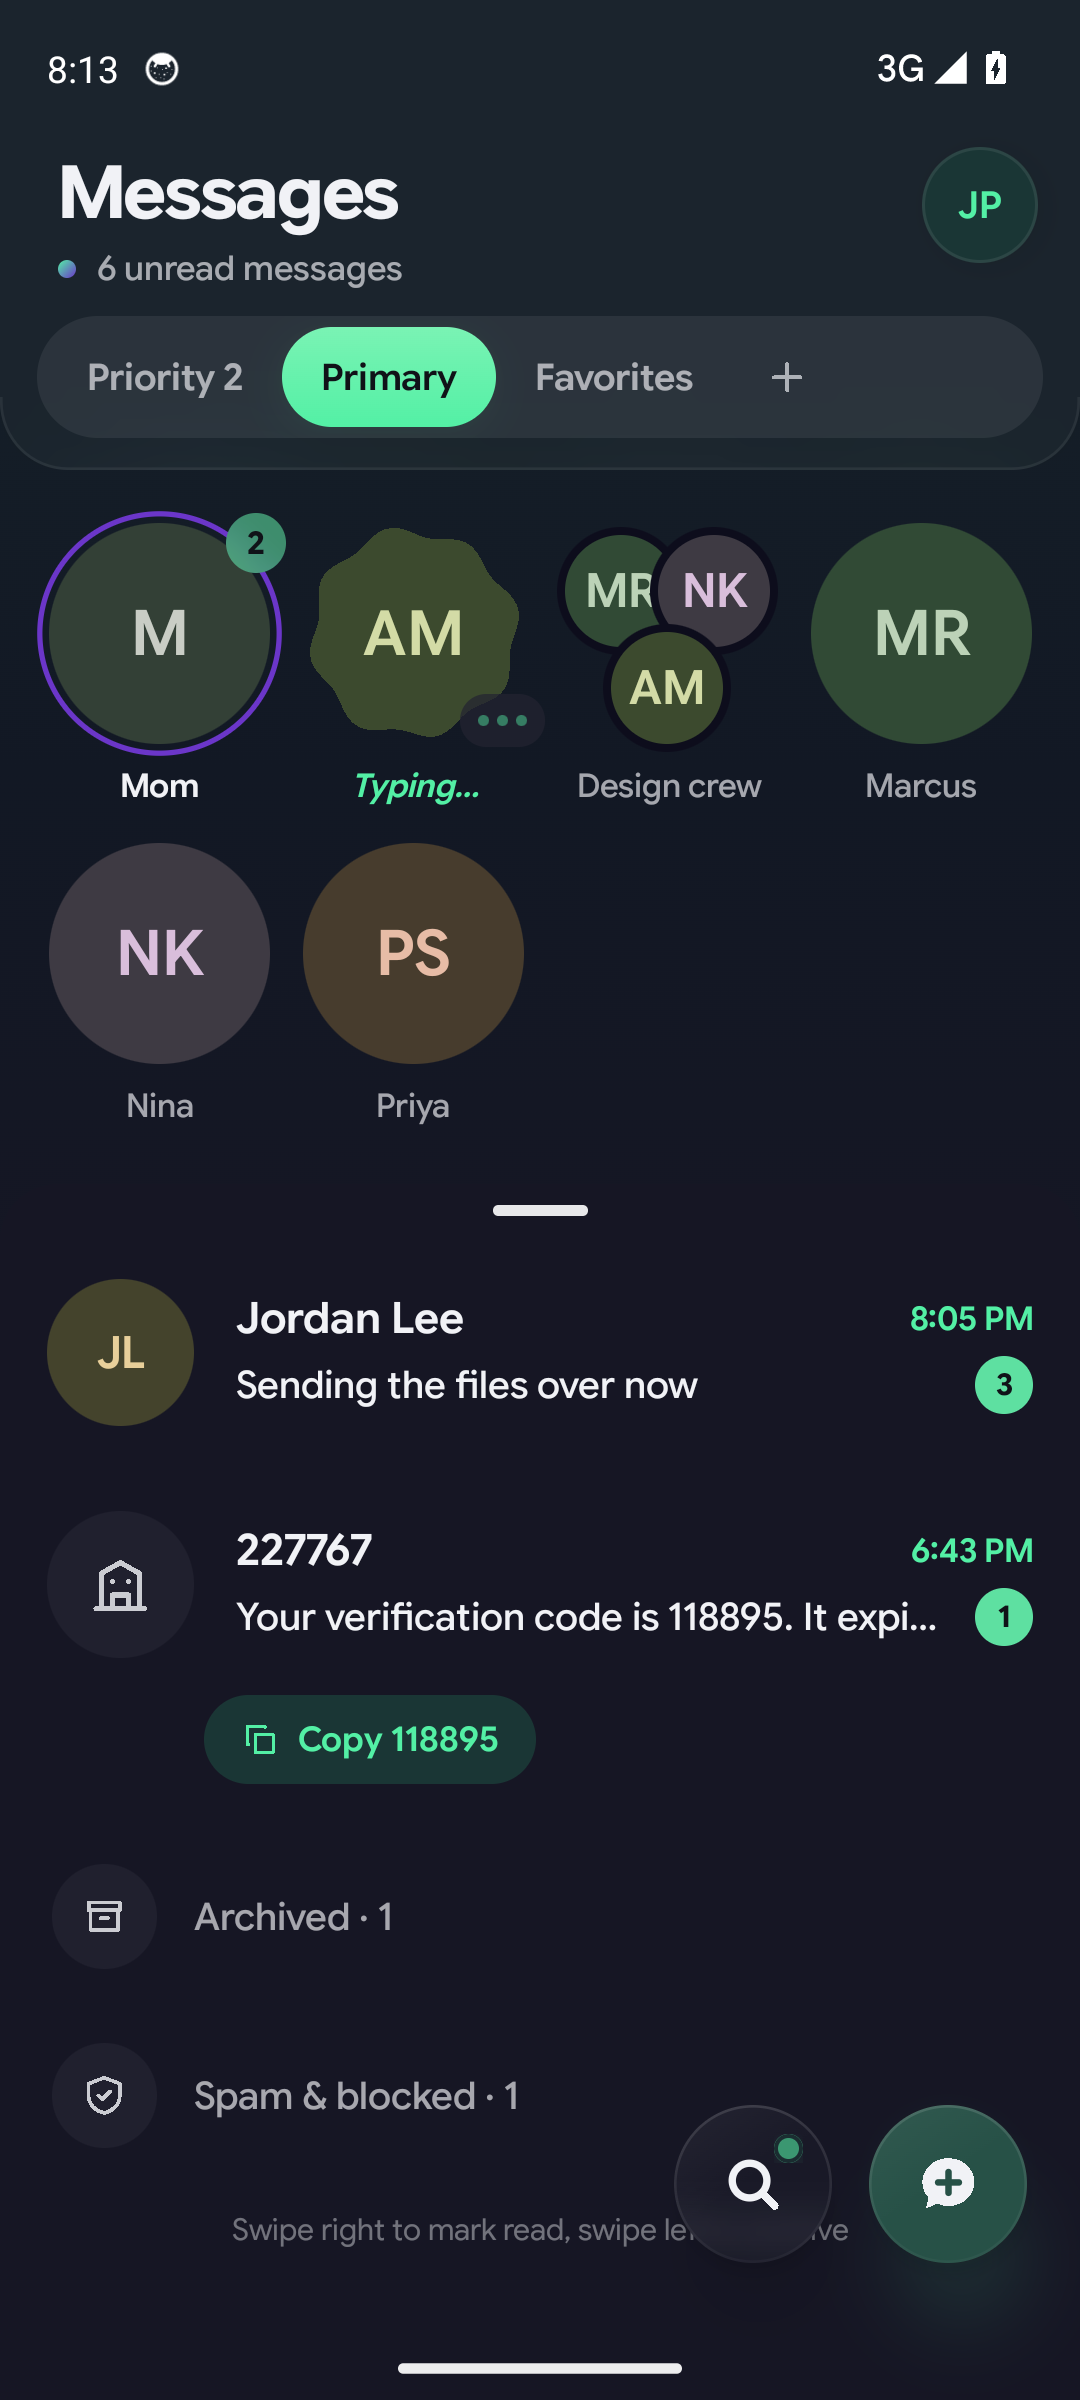 8:13
3G
Messages
JP
6 unread messages
Priority 2
Primary
Favorites
M
2
AM
MR
NK
AM
MR
Mom
Typing...
Design crew
Marcus
NK
PS
Nina
Priya
JL
Jordan Lee
8:05 PM
Sending the files over now
3
227767
6:43 PM
Your verification code is 118895. It expi...
1
Copy 118895
Archived · 1
Spam & blocked · 1
Swipe right to mark read, swipe